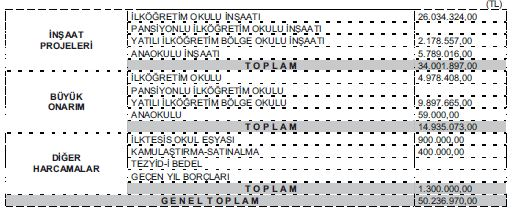 (TL)
İNŞAAT PROJELERİ
İLKÖĞRETİM OKULU İNŞAATI 26.034.324,00
PANSİYONLU İLKÖĞRETİM OKULU İNŞAATI
YATILI İLKÖĞRETİM BÖLGE OKULU İNŞAATI 2.178.557,00
ANAOKULU İNŞAATI 5.789.016,00
TOPLAM 34.001.897,00
BÜYÜK ONARIM
İLKÖĞRETİM OKULU 4.978.408,00
PANSİYONLU İLKÖĞRETİM OKULU
YATILI İLKÖĞRETİM BÖLGE OKULU 9.897.665,00
ANAOKULU 59.000,00
TOPLAM 14.935.073,00
DİĞER HARCAMALAR
İLKTESİS OKUL EŞYASI 900.000,00
KAMULAŞTIRMA-SATINALMA 400.000,00
TEZYİD-İ BEDEL
GEÇEN YIL BORÇLARI
TOPLAM 1.300.000,00
GENEL TOPLAM 50.236.970,00